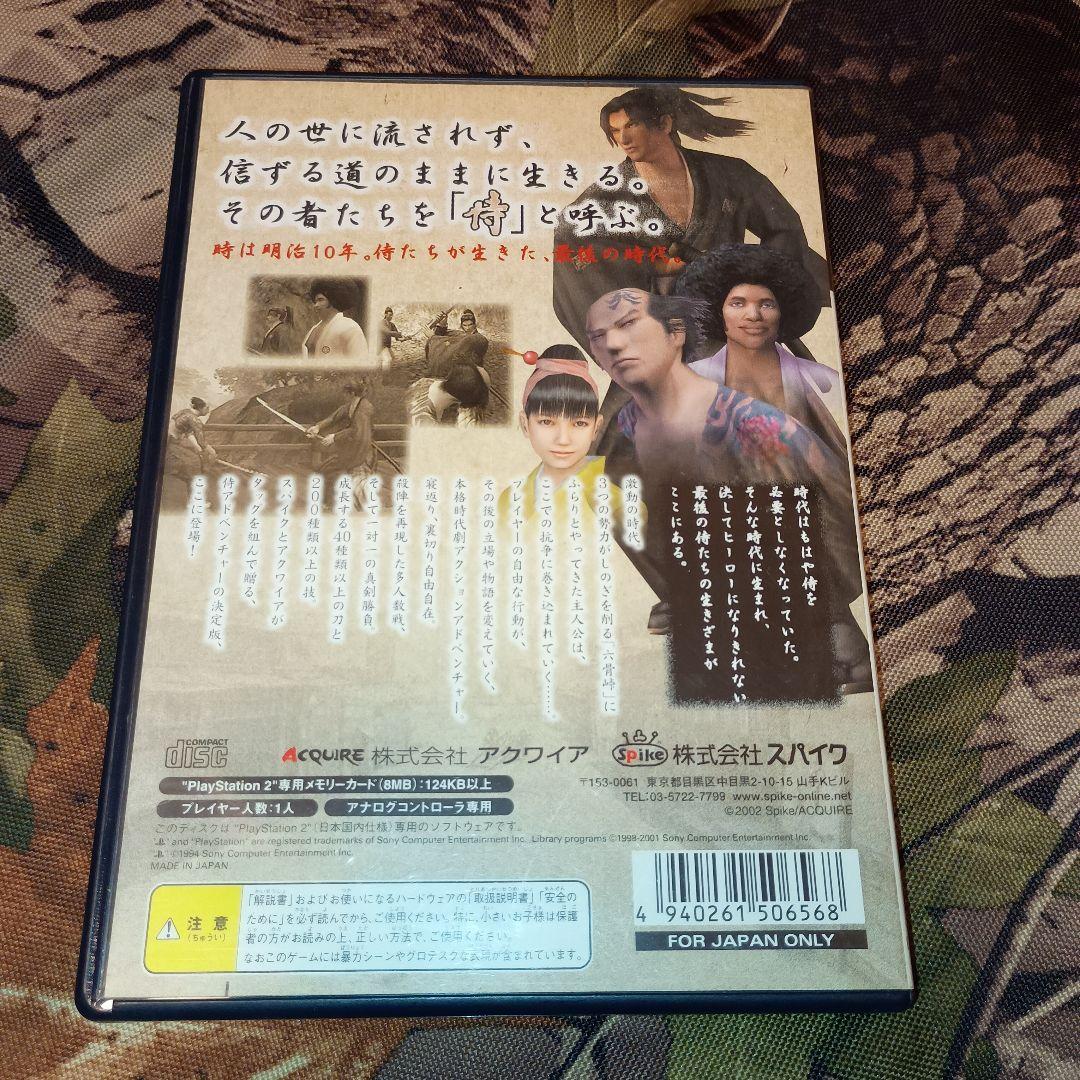 人の世に流されず、
信ずる道のままに生きる。
その者たちを「侍」と呼ぶ。
時は明治10年。侍たちが生きた、最後の時代。
時代はもはや侍を
必要としなくなっていた。
そんな時代に生まれ、
決してヒーローになりきれない
最後の侍たちの生きざまが
ここにある。
激動の時代
3つの勢力がしのぎを削る「六骨峠」に
ふらりとやってきた主人公は、
ここでの抗争に巻き込まれていく……。
プレイヤーの自由な行動が、
その後の立場や物語を変えていく、
本格時代劇アクションアドベンチャー。
寝返り、裏切り自由自在。
殺陣を再現した多人数戦、
そして一対一の真剣勝負。
成長する40種類以上の刀と
200種類以上の技。
スパイクとアクワイアが
タッグを組んで贈る、
侍アドベンチャーの決定版、
ここに登場！
COMPACT
disc
ACQUIRE 株式会社 アクワイア
Spike 株式会社 スパイク
"PlayStation 2"専用メモリーカード(8MB):124KB以上
プレイヤー人数:1人
アナログコントローラ専用
〒153-0061 東京都目黒区中目黒2-10-15 山手Kビル
TEL:03-5722-7799 www.spike-online.net
©2002 Spike/ACQUIRE
このディスクは "PlayStation 2"(日本国内仕様)専用のソフトウェアです。
and "PlayStation" are registered trademarks of Sony Computer Entertainment Inc. Library programs ©1998-2001 Sony Computer Entertainment Inc.
©1994 Sony Computer Entertainment Inc.
MADE IN JAPAN
注意
(ちゅうい)
「解説書」およびお使いになるハードウェアの「取扱説明書」「安全の
ために」を必ず読んでから、ご使用ください。特に、小さいお子様は保護
者の方がお読みの上、正しい方法で、ご使用ください。
なおこのゲームには暴力シーンやグロテスクな表現が含まれています。
4 940261 506568
FOR JAPAN ONLY